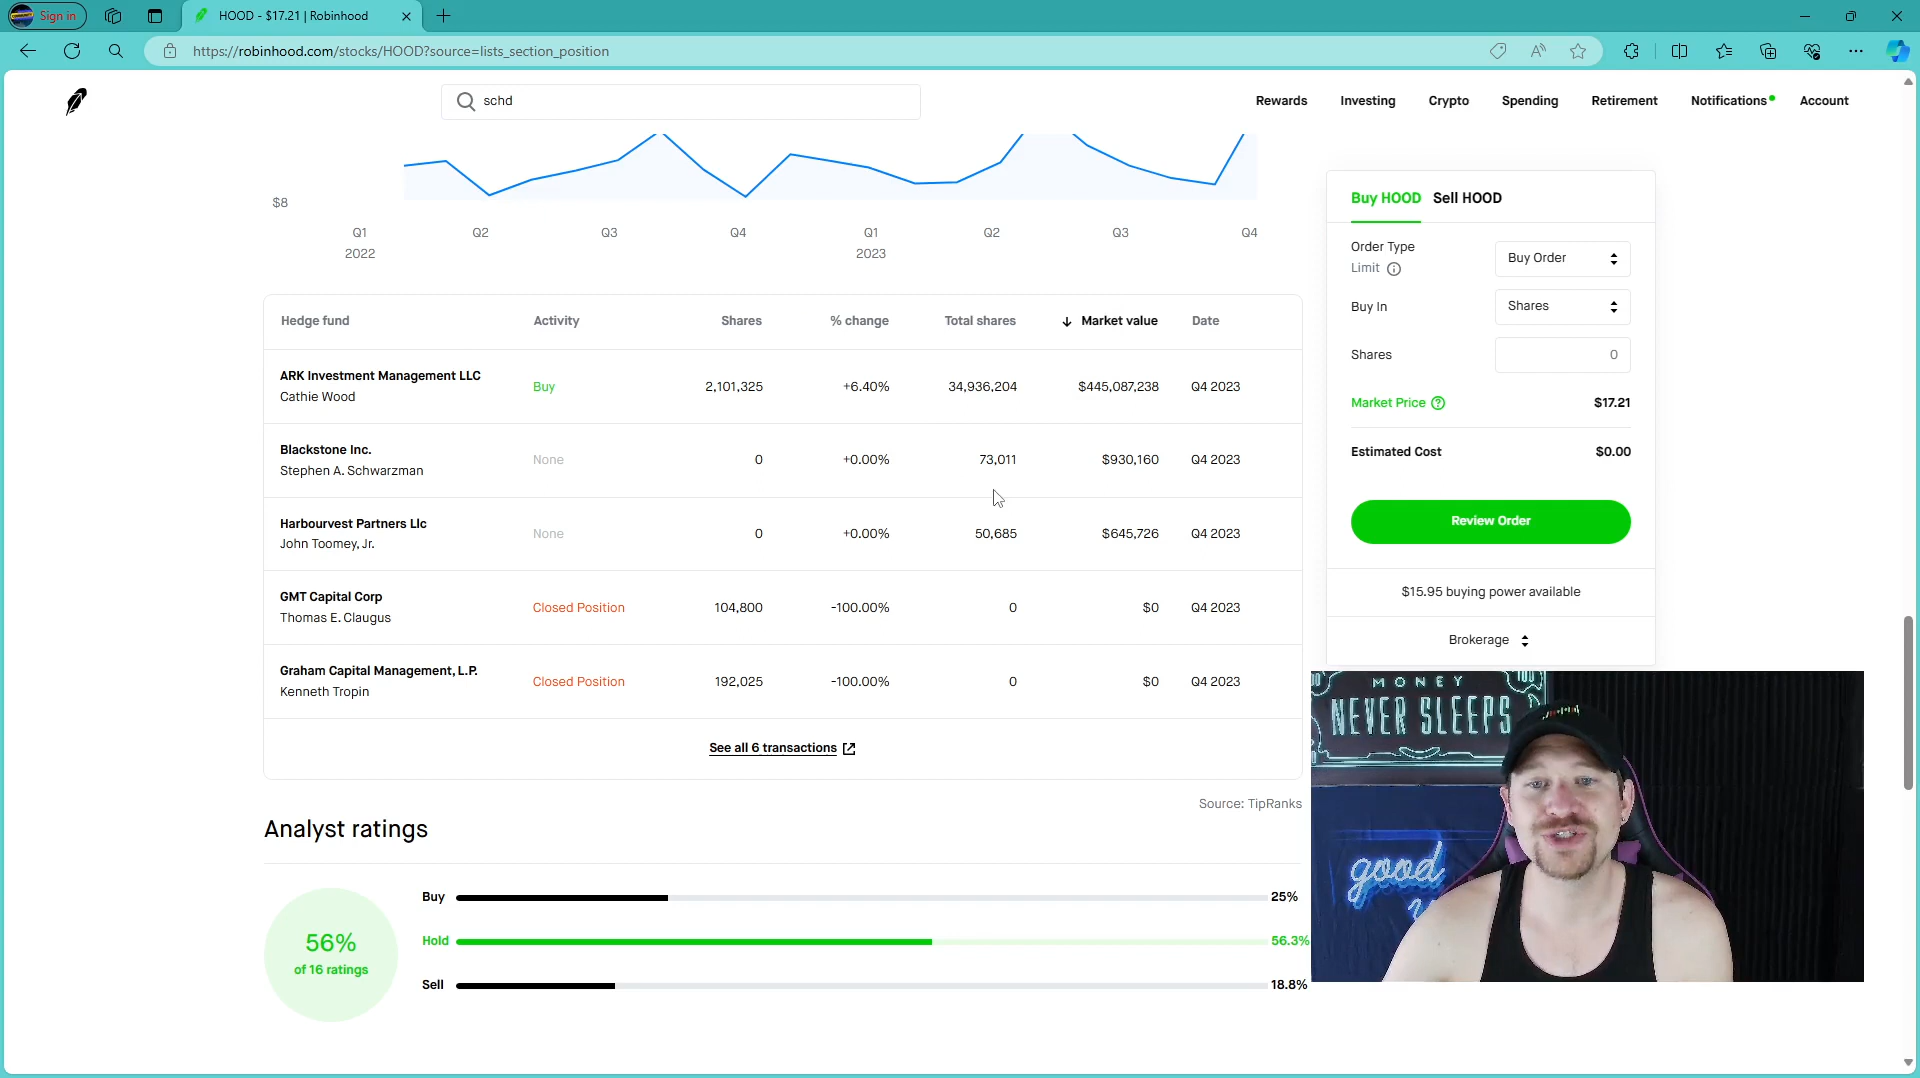 Sign in
HOOD - $17.21 | Robinhood
https://robinhood.com/stocks/HOOD?source=lists_section_position
schd
Rewards Investing Crypto Spending Retirement Notifications Account
$8
Q1 Q2 Q3 Q4 Q1 Q2 Q3 Q4
2022 2023
Hedge fund Activity Shares % change Total shares Market value Date
ARK Investment Management LLC
Cathie Wood
Buy 2,101,325 +6.40% 34,936,204 $445,087,238 Q4 2023
Blackstone Inc.
Stephen A. Schwarzman
None 0 +0.00% 73,011 $930,160 Q4 2023
Harbourvest Partners Llc
John Toomey, Jr.
None 0 +0.00% 50,685 $645,726 Q4 2023
GMT Capital Corp
Thomas E. Claugus
Closed Position 104,800 -100.00% 0 $0 Q4 2023
Graham Capital Management, L.P.
Kenneth Tropin
Closed Position 192,025 -100.00% 0 $0 Q4 2023
See all 6 transactions
Source: TipRanks
Analyst ratings
56%
of 16 ratings
Buy 25%
Hold 56.3%
Sell 18.8%
Buy HOOD Sell HOOD
Order Type
Limit
Buy Order
Buy In Shares
Shares 0
Market Price $17.21
Estimated Cost $0.00
Review Order
$15.95 buying power available
Brokerage
MONEY
NEVER SLEEPS
good